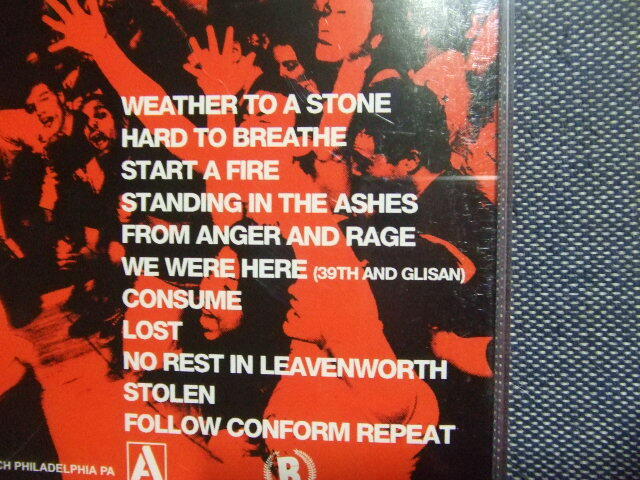 WEATHER TO A STONE
HARD TO BREATHE
START A FIRE
STANDING IN THE ASHES
FROM ANGER AND RAGE
WE WERE HERE (39TH AND GLISAN)
CONSUME
LOST
NO REST IN LEAVENWORTH
STOLEN
FOLLOW CONFORM REPEAT
CH PHILADELPHIA PA
A
R